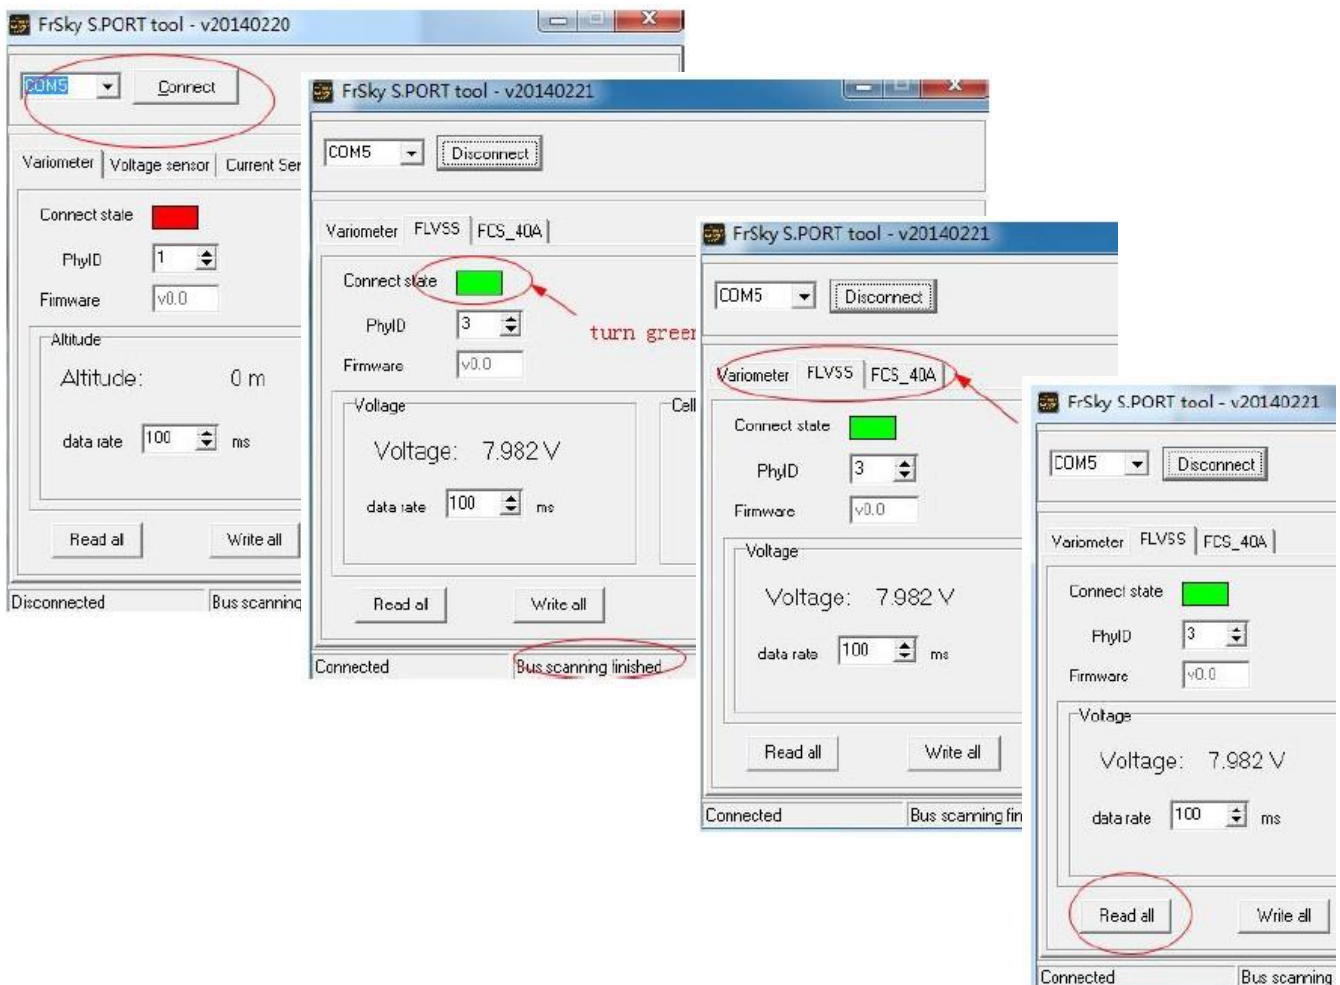 FrSky S.PORT tool - v20140220
COM5 Connect
Variometer Voltage sensor Current Ser
Connect state
PhyID 1
Firmware v0.0
Altitude
Altitude: 0 m
data rate 100 ms
Read all Write all
Disconnected Bus scanning
FrSky S.PORT tool - v20140221
COM5 Disconnect
Variometer FLVSS FCS_40A
Connect state
turn green
PhyID 3
Firmware v0.0
Voltage Cell
Voltage: 7.982 V
data rate 100 ms
Read all Write all
Connected Bus scanning finished
FrSky S.PORT tool - v20140221
COM5 Disconnect
Variometer FLVSS FCS_40A
Connect state
PhyID 3
Firmware v0.0
Voltage
Voltage: 7.982 V
data rate 100 ms
Read all Write all
Connected Bus scanning fin
FrSky S.PORT tool - v20140221
COM5 Disconnect
Variometer FLVSS FCS_40A
Connect state
PhyID 3
Firmware v0.0
Voltage
Voltage: 7.982 V
data rate 100 ms
Read all Write all
Connected Bus scanning